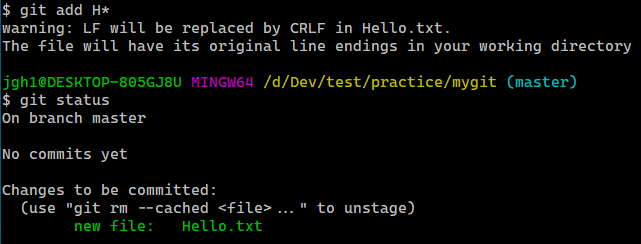 $ git add H*
warning: LF will be replaced by CRLF in Hello.txt.
The file will have its original line endings in your working directory
jgh1@DESKTOP-805GJ8U MINGW64 /d/Dev/test/practice/mygit (master)
$ git status
On branch master
No commits yet
Changes to be committed:
(use "git rm --cached <file>..." to unstage)
new file:   Hello.txt